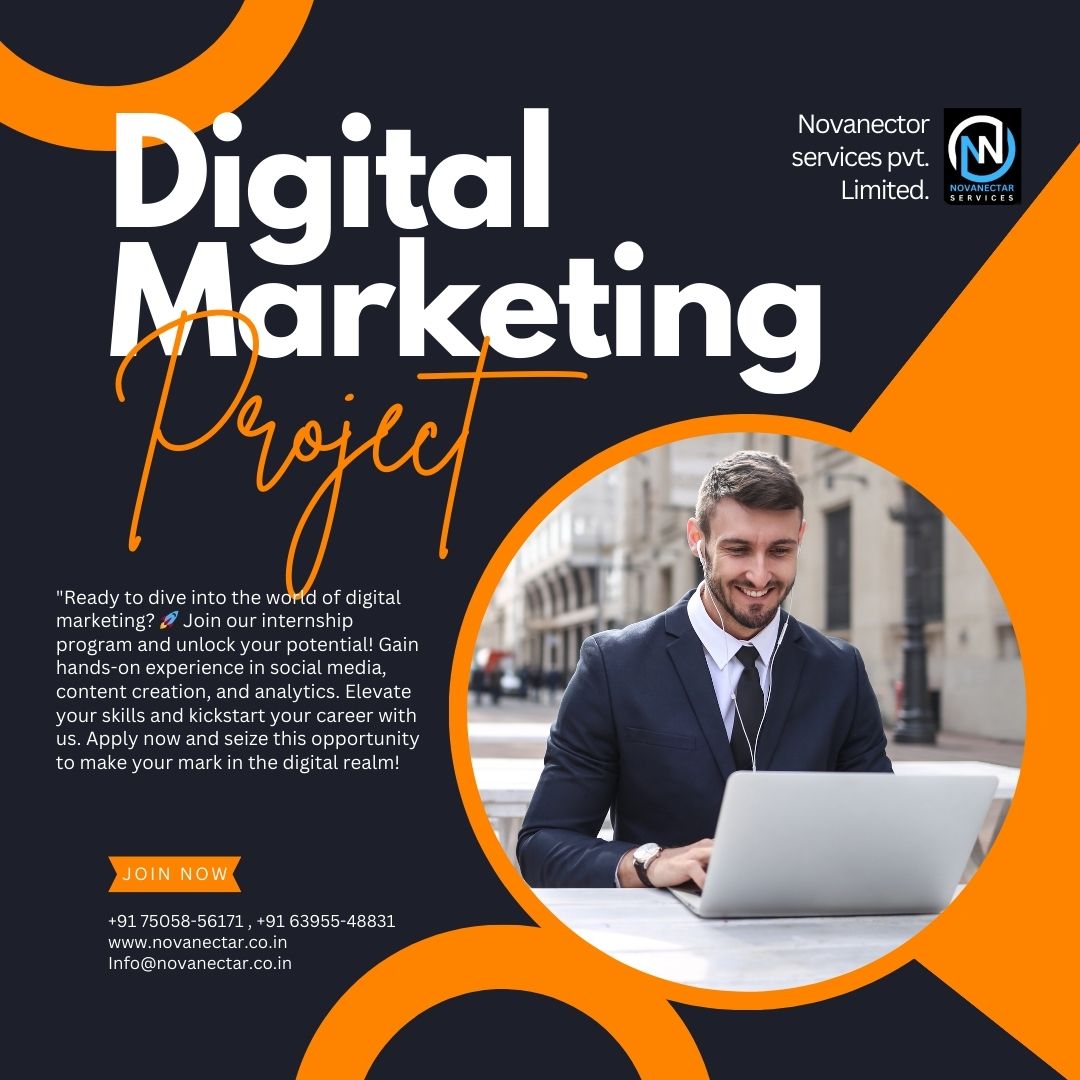 Digital
Marketing
Project
Novanector
services pvt.
Limited.
NN
NOVANECTAR
SERVICES
"Ready to dive into the world of digital
marketing? 🚀 Join our internship
program and unlock your potential! Gain
hands-on experience in social media,
content creation, and analytics. Elevate
your skills and kickstart your career with
us. Apply now and seize this opportunity
to make your mark in the digital realm!
JOIN NOW
+91 75058-56171 , +91 63955-48831
www.novanectar.co.in
Info@novanectar.co.in